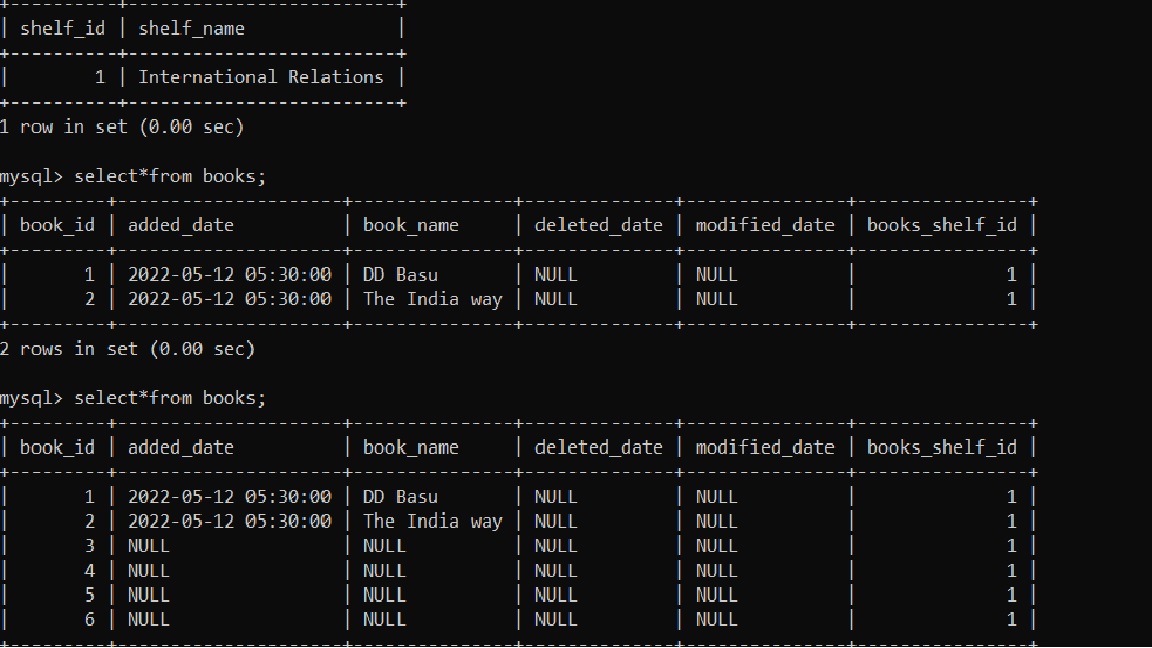 +----------+-------------------------+
| shelf_id | shelf_name              |
+----------+-------------------------+
|        1 | International Relations |
+----------+-------------------------+
1 row in set (0.00 sec)
mysql> select*from books;
+---------+---------------------+---------------+--------------+---------------+----------------+
| book_id | added_date          | book_name     | deleted_date | modified_date | books_shelf_id |
+---------+---------------------+---------------+--------------+---------------+----------------+
|       1 | 2022-05-12 05:30:00 | DD Basu       | NULL         | NULL          |              1 |
|       2 | 2022-05-12 05:30:00 | The India way | NULL         | NULL          |              1 |
+---------+---------------------+---------------+--------------+---------------+----------------+
2 rows in set (0.00 sec)
mysql> select*from books;
+---------+---------------------+---------------+--------------+---------------+----------------+
| book_id | added_date          | book_name     | deleted_date | modified_date | books_shelf_id |
+---------+---------------------+---------------+--------------+---------------+----------------+
|       1 | 2022-05-12 05:30:00 | DD Basu       | NULL         | NULL          |              1 |
|       2 | 2022-05-12 05:30:00 | The India way | NULL         | NULL          |              1 |
|       3 | NULL                | NULL          | NULL         | NULL          |              1 |
|       4 | NULL                | NULL          | NULL         | NULL          |              1 |
|       5 | NULL                | NULL          | NULL         | NULL          |              1 |
|       6 | NULL                | NULL          | NULL         | NULL          |              1 |
+---------+---------------------+---------------+--------------+---------------+----------------+